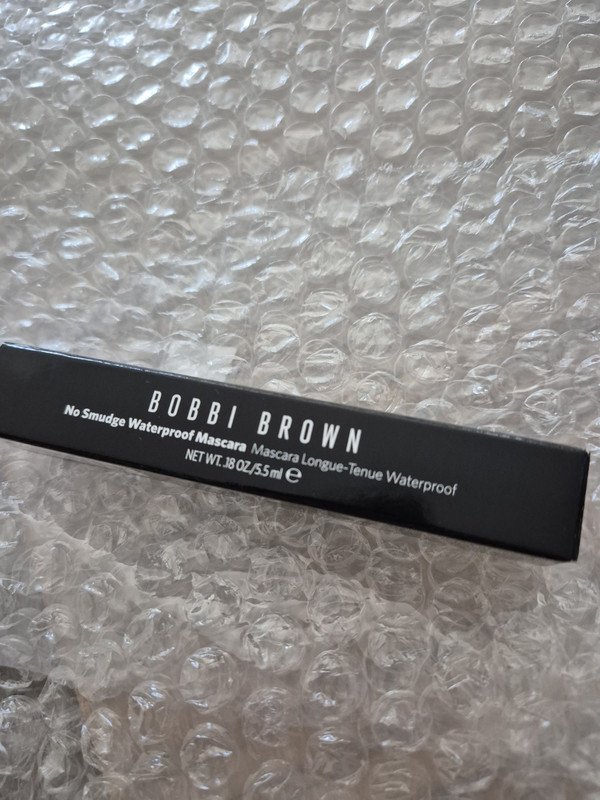 BOBBI BROWN
No Smudge Waterproof Mascara Mascara Longue-Tenue Waterproof
NET WT. .18 OZ/5.5 ml ℮